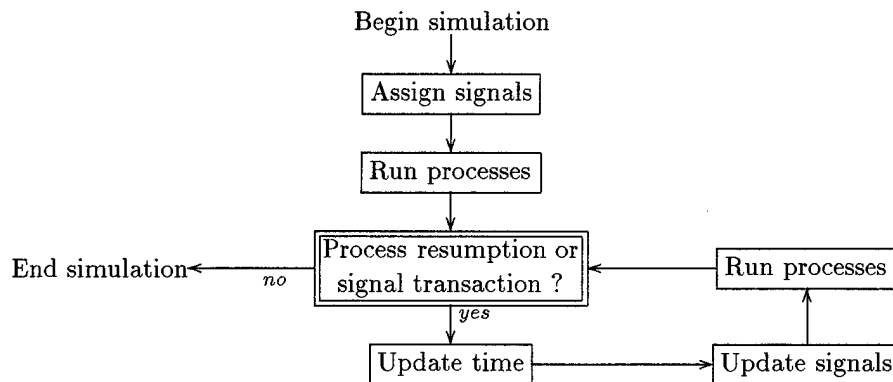 Begin simulation
Assign signals
Run processes
Process resumption or
signal transaction ?
End simulation
no
Run processes
yes
Update time
Update signals